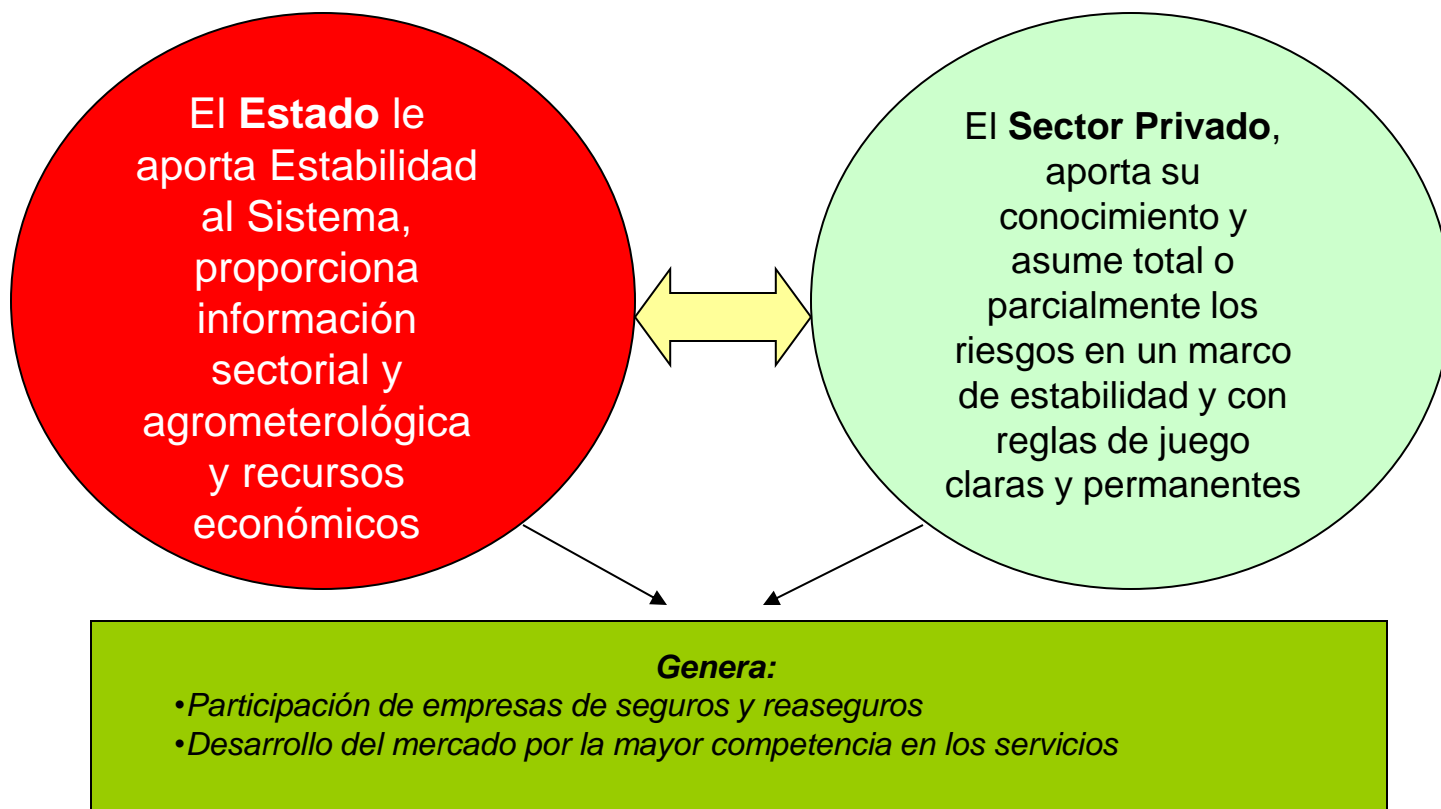 El Estado le
aporta Estabilidad
al Sistema,
proporciona
información
sectorial y
agrometerológica
y recursos
económicos
El Sector Privado,
aporta su
conocimiento y
asume total o
parcialmente los
riesgos en un marco
de estabilidad y con
reglas de juego
claras y permanentes
Genera:
•Participación de empresas de seguros y reaseguros
•Desarrollo del mercado por la mayor competencia en los servicios